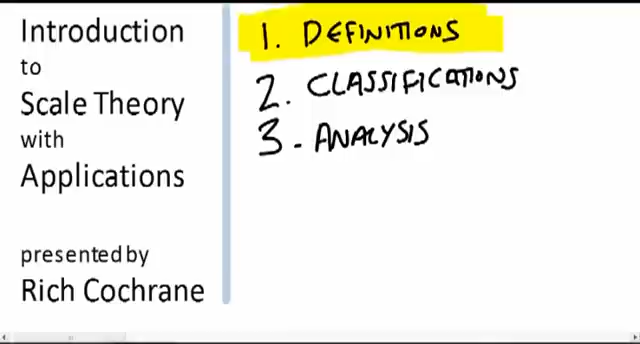 Introduction
to
Scale Theory
with
Applications
presented by
Rich Cochrane
1. DEFINITIONS
2. CLASSIFICATIONS
3 - ANALYSIS